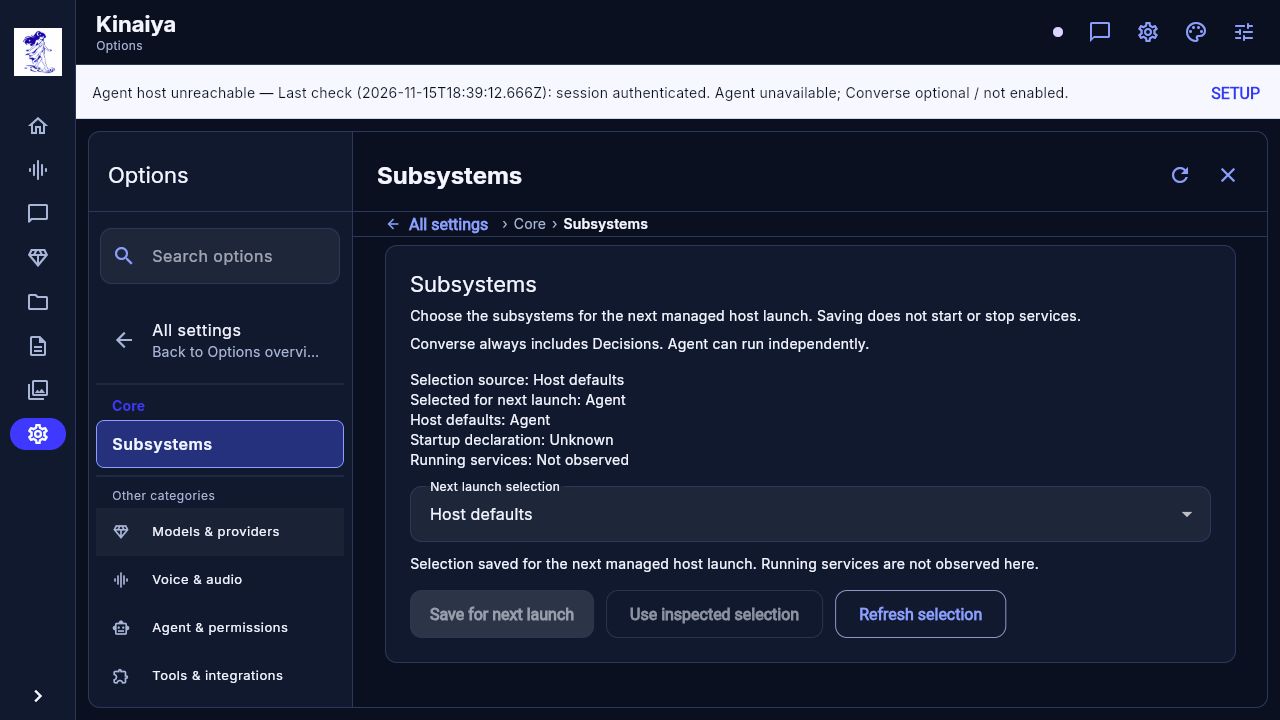 Kinaiya
Options
Agent host unreachable — Last check (2026-11-15T18:39:12.666Z): session authenticated. Agent unavailable; Converse optional / not enabled.
SETUP
Options
Search options
All settings
Back to Options overvi...
Core
Subsystems
Other categories
Models & providers
Voice & audio
Agent & permissions
Tools & integrations
Subsystems
All settings › Core › Subsystems
Subsystems
Choose the subsystems for the next managed host launch. Saving does not start or stop services.
Converse always includes Decisions. Agent can run independently.
Selection source: Host defaults
Selected for next launch: Agent
Host defaults: Agent
Startup declaration: Unknown
Running services: Not observed
Next launch selection
Host defaults
Selection saved for the next managed host launch. Running services are not observed here.
Save for next launch
Use inspected selection
Refresh selection